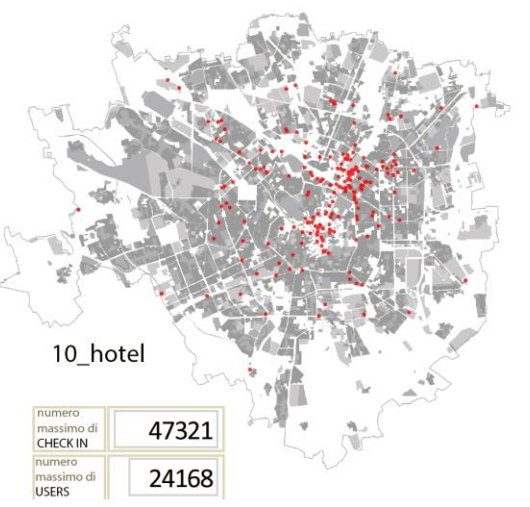 10_hotel
numero
massimo di
CHECK IN
47321
numero
massimo di
USERS
24168